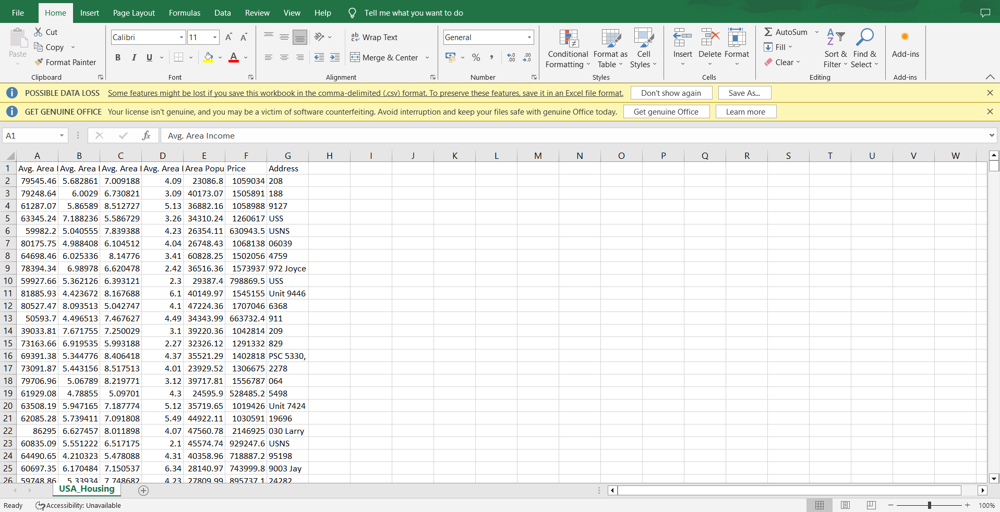 File Home Insert Page Layout Formulas Data Review View Help Tell me what you want to do
Paste
Cut
Copy
Format Painter
Clipboard
Calibri 11
B I U
Font
ab Wrap Text
Merge & Center
Alignment
General
Number
Conditional Formatting
Format as Table
Cell Styles
Styles
Insert Delete Format
Cells
AutoSum
Fill
Clear
Sort & Filter
Find & Select
Editing
Add-ins
Add-ins
POSSIBLE DATA LOSS Some features might be lost if you save this workbook in the comma-delimited (.csv) format. To preserve these features, save it in an Excel file format. Don't show again Save As...
GET GENUINE OFFICE Your license isn't genuine, and you may be a victim of software counterfeiting. Avoid interruption and keep your files safe with genuine Office today. Get genuine Office Learn more
A1 fx Avg. Area Income
A B C D E F G H I J K L M N O P Q R S T U V W
1 Avg. Area I Avg. Area I Avg. Area I Avg. Area I Area Popu Price Address
2 79545.46 5.682861 7.009188 4.09 23086.8 1059034 208
3 79248.64 6.0029 6.730821 3.09 40173.07 1505891 188
4 61287.07 5.86589 8.512727 5.13 36882.16 1058988 9127
5 63345.24 7.188236 5.586729 3.26 34310.24 1260617 USS
6 59982.2 5.040555 7.839388 4.23 26354.11 630943.5 USNS
7 80175.75 4.988408 6.104512 4.04 26748.43 1068138 06039
8 64698.46 6.025336 8.14776 3.41 60828.25 1502056 4759
9 78394.34 6.98978 6.620478 2.42 36516.36 1573937 972 Joyce
10 59927.66 5.362126 6.393121 2.3 29387.4 798869.5 USS
11 81885.93 4.423672 8.167688 6.1 40149.97 1545155 Unit 9446
12 80527.47 8.093513 5.042747 4.1 47224.36 1707046 6368
13 50593.7 4.496513 7.467627 4.49 34343.99 663732.4 911
14 39033.81 7.671755 7.250029 3.1 39220.36 1042814 209
15 73163.66 6.919535 5.993188 2.27 32326.12 1291332 829
16 69391.38 5.344776 8.406418 4.37 35521.29 1402818 PSC 5330,
17 73091.87 5.443156 8.517513 4.01 23929.52 1306675 2278
18 79706.96 5.06789 8.219771 3.12 39717.81 1556787 064
19 61929.08 4.78855 5.09701 4.3 24595.9 528485.2 5498
20 63508.19 5.947165 7.187774 5.12 35719.65 1019426 Unit 7424
21 62085.28 5.739411 7.091808 5.49 44922.11 1030591 19696
22 86295 6.627457 8.011898 4.07 47560.78 2146925 030 Larry
23 60835.09 5.551222 6.517175 2.1 45574.74 929247.6 USNS
24 64490.65 4.210323 5.478088 4.31 40358.96 718887.2 95198
25 60697.35 6.170484 7.150537 6.34 28140.97 743999.8 9003 Jay
26 59748.86 5.33934 7.748682 4.23 27809.99 895737.1 24282
USA_Housing
Ready Accessibility: Unavailable 100%